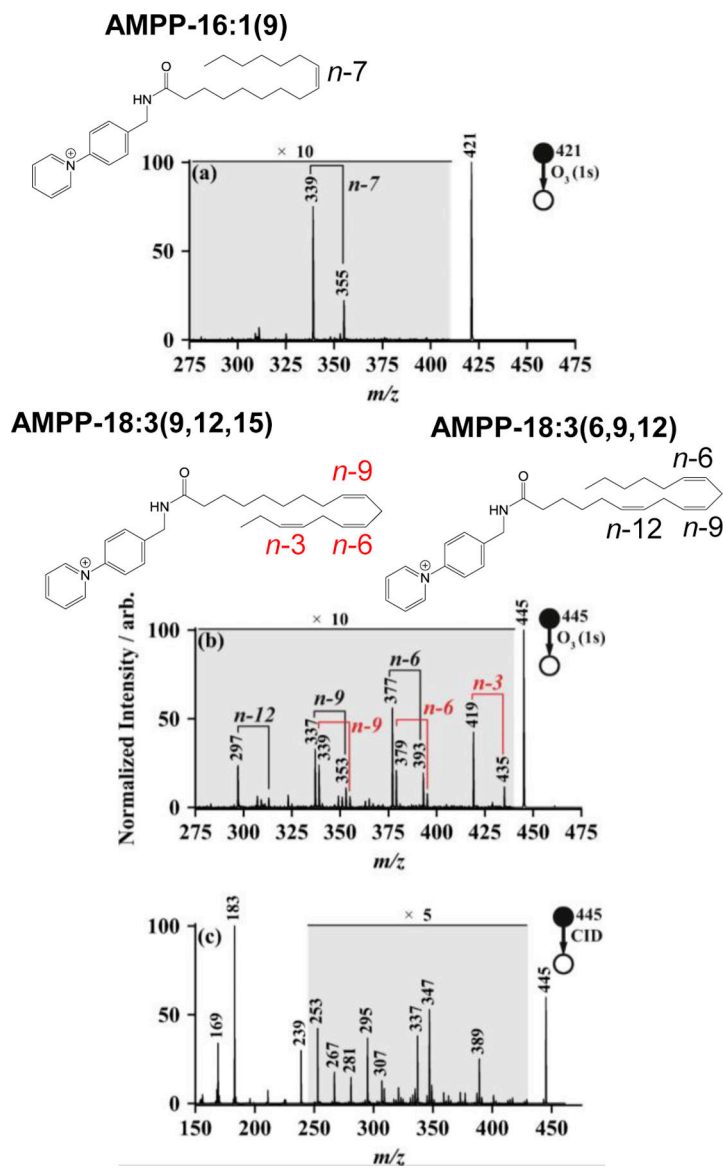 AMPP-16:1(9)
n-7
O
HN
N
+
× 10
(a)
339
n-7
355
421
421
O3 (1s)
100
50
0
275 300 325 350 375 400 425 450 475
m/z
AMPP-18:3(9,12,15)
AMPP-18:3(6,9,12)
n-9
n-6
O
HN
n-3
n-6
N
+
O
HN
n-12
n-9
N
+
Normalized Intensity / arb.
× 10
(b)
n-12
297
n-9
337
339
n-9
353
n-6
377
379
n-6
393
n-3
419
435
445
445
O3 (1s)
100
50
0
275 300 325 350 375 400 425 450 475
m/z
× 5
(c)
169
183
239
253
267
281
295
307
337
347
389
445
445
CID
100
50
0
150 200 250 300 350 400 450
m/z